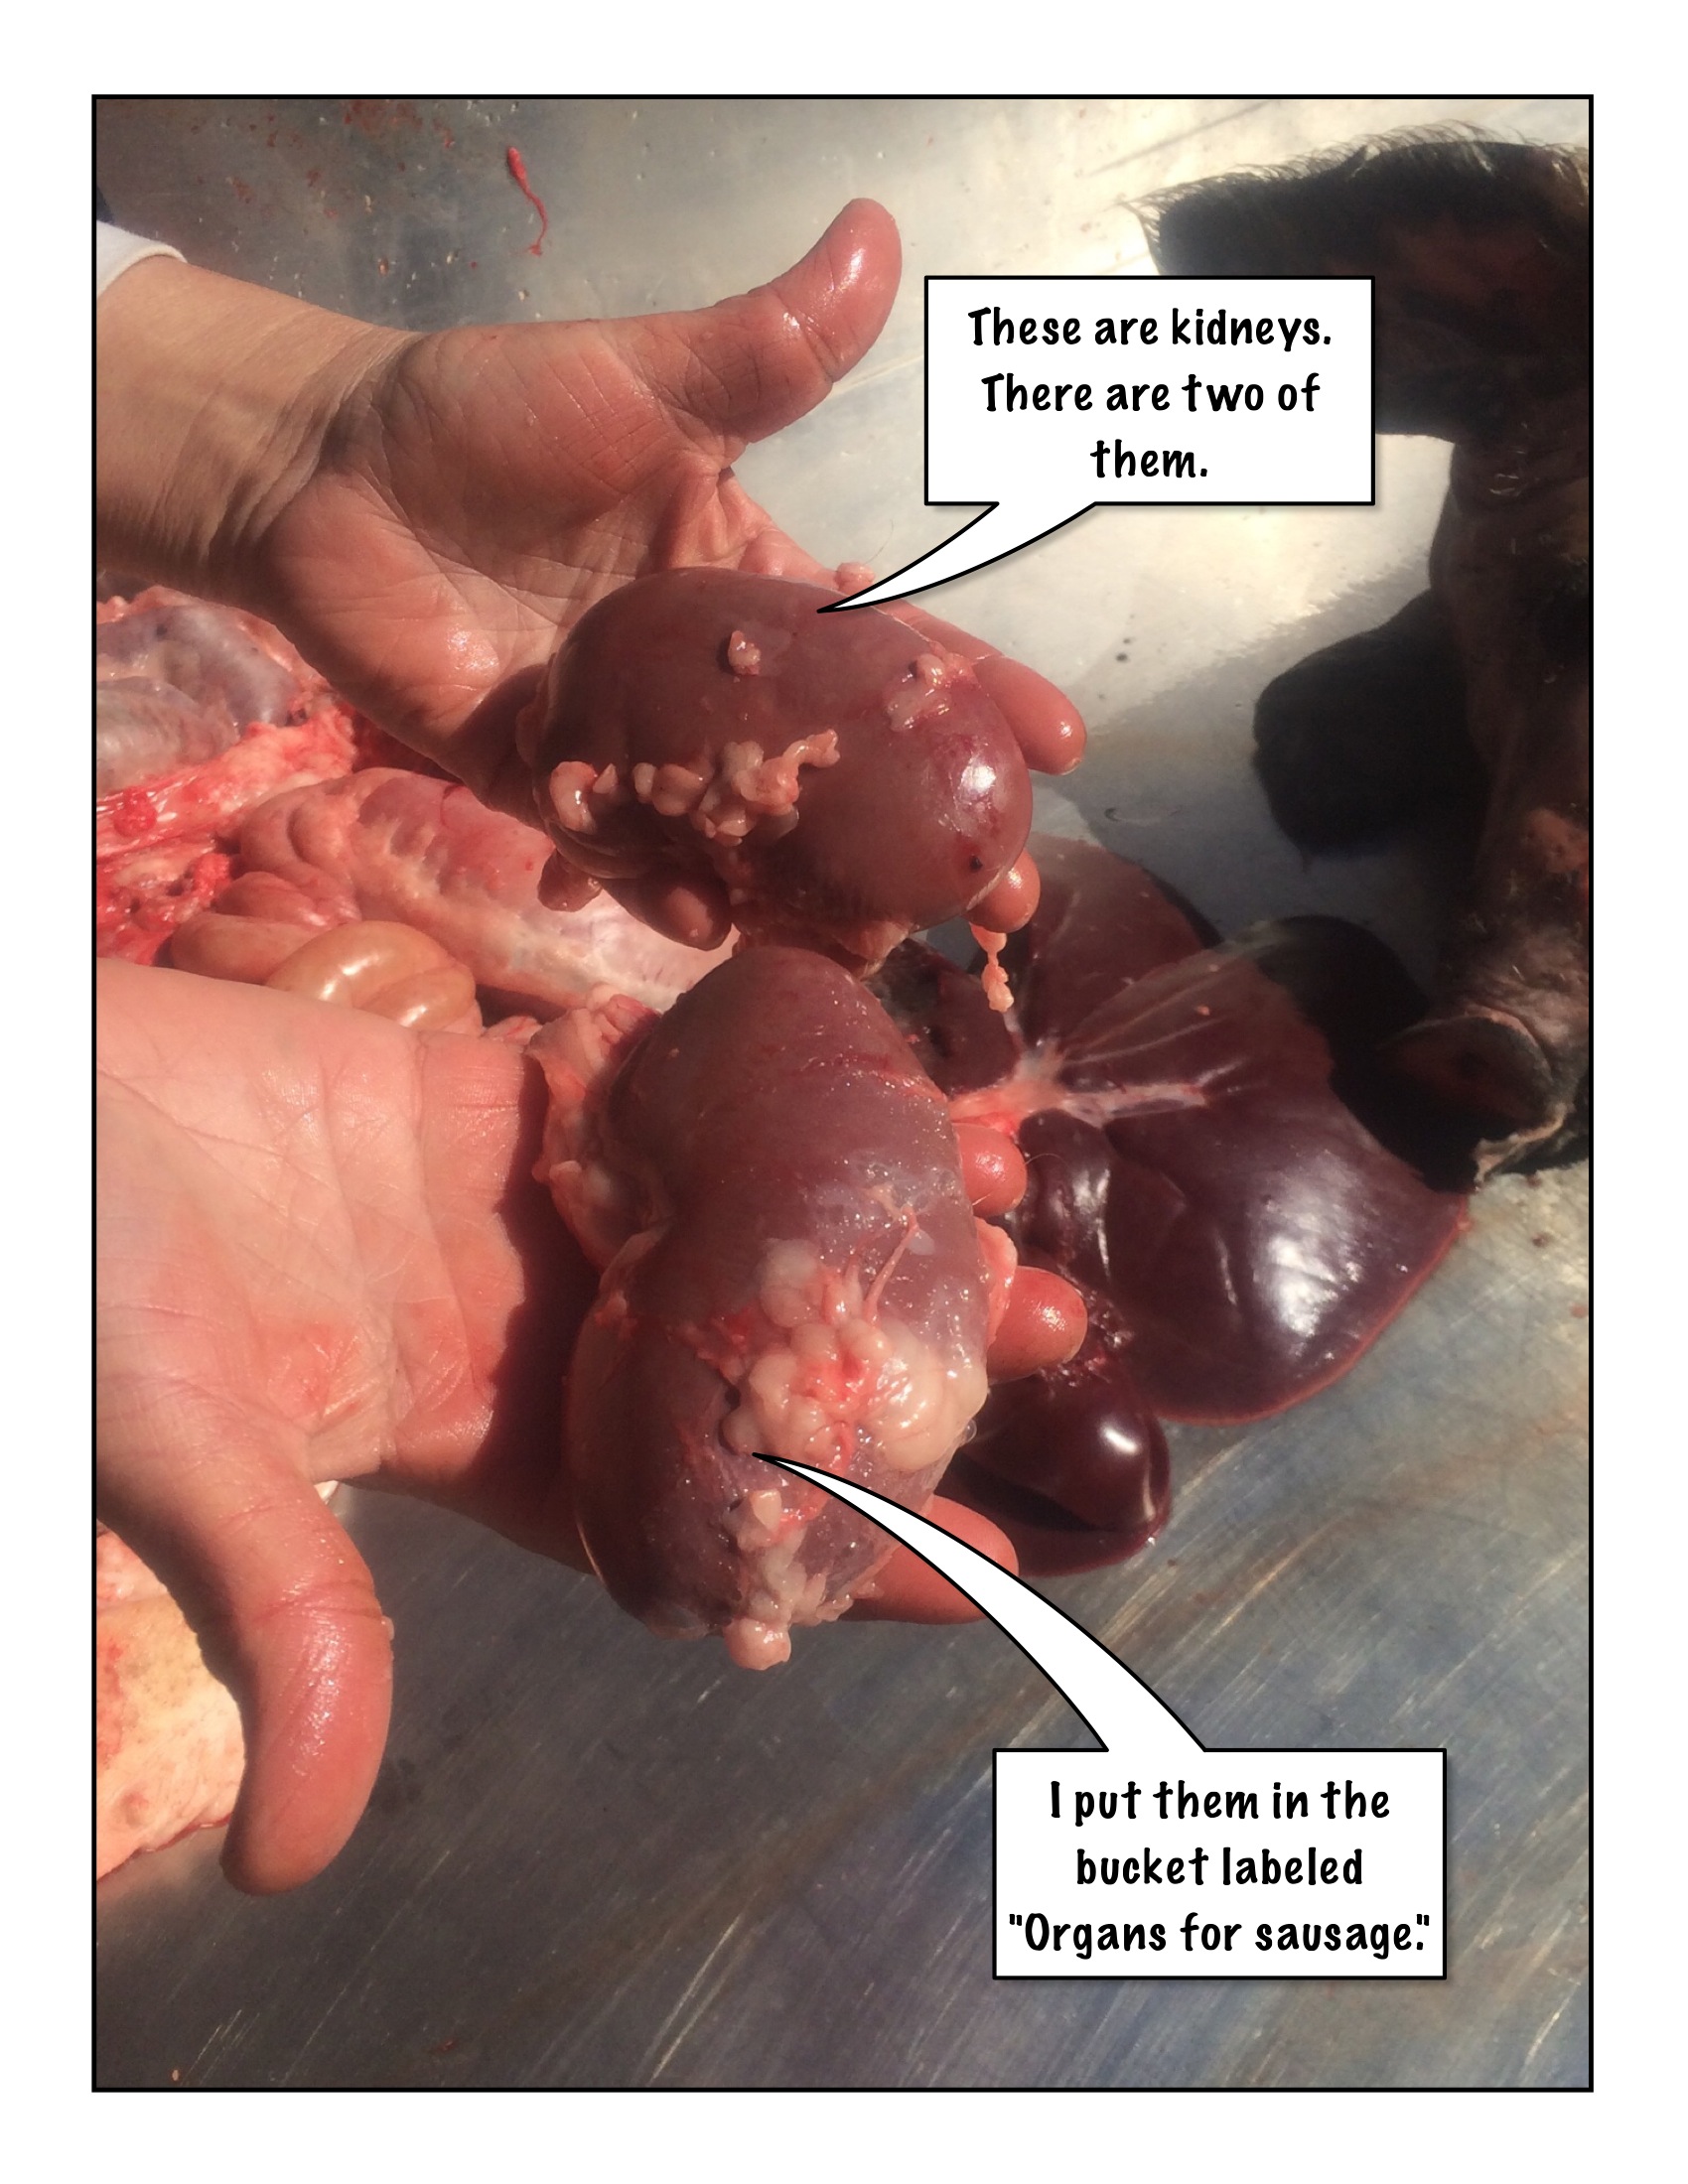 These are kidneys.
There are two of
them.
I put them in the
bucket labeled
"Organs for sausage."